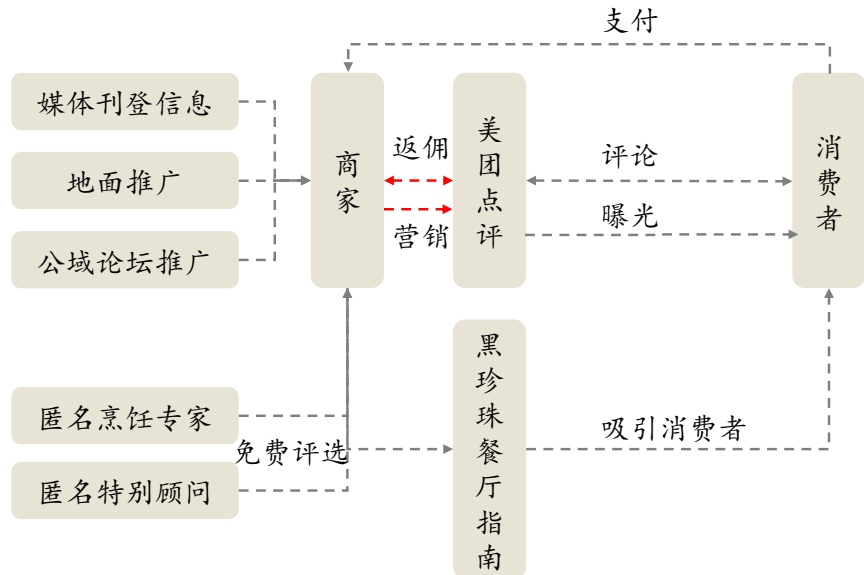 支付
媒体刊登信息
地面推广
公域论坛推广
商家
返佣
营销
美团点评
评论
曝光
消费者
匿名烹饪专家
匿名特别顾问
免费评选
黑珍珠餐厅指南
吸引消费者